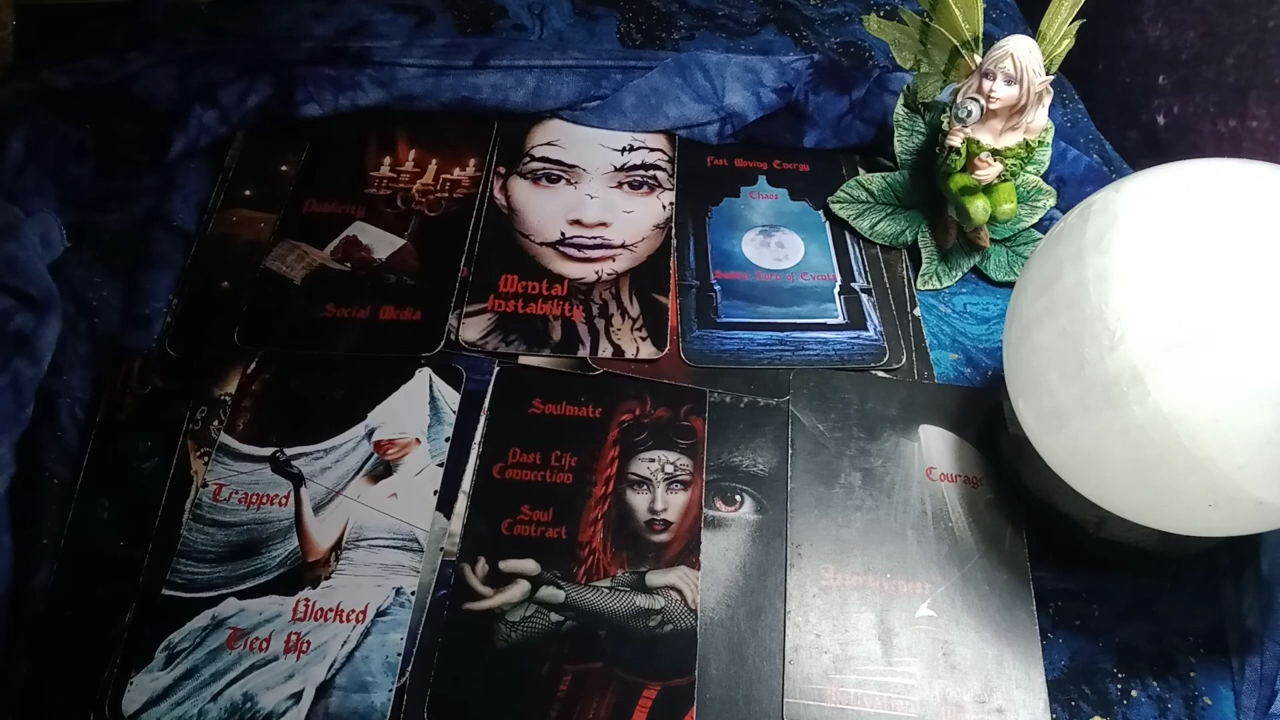 Publicity
Social Media
Mental
Instability
Fast Moving Energy
Chaos
Sudden Turn of Events
Trapped
Blocked
Tied Up
Soulmate
Past Life
Connection
Soul
Contract
Courage
Assertiveness